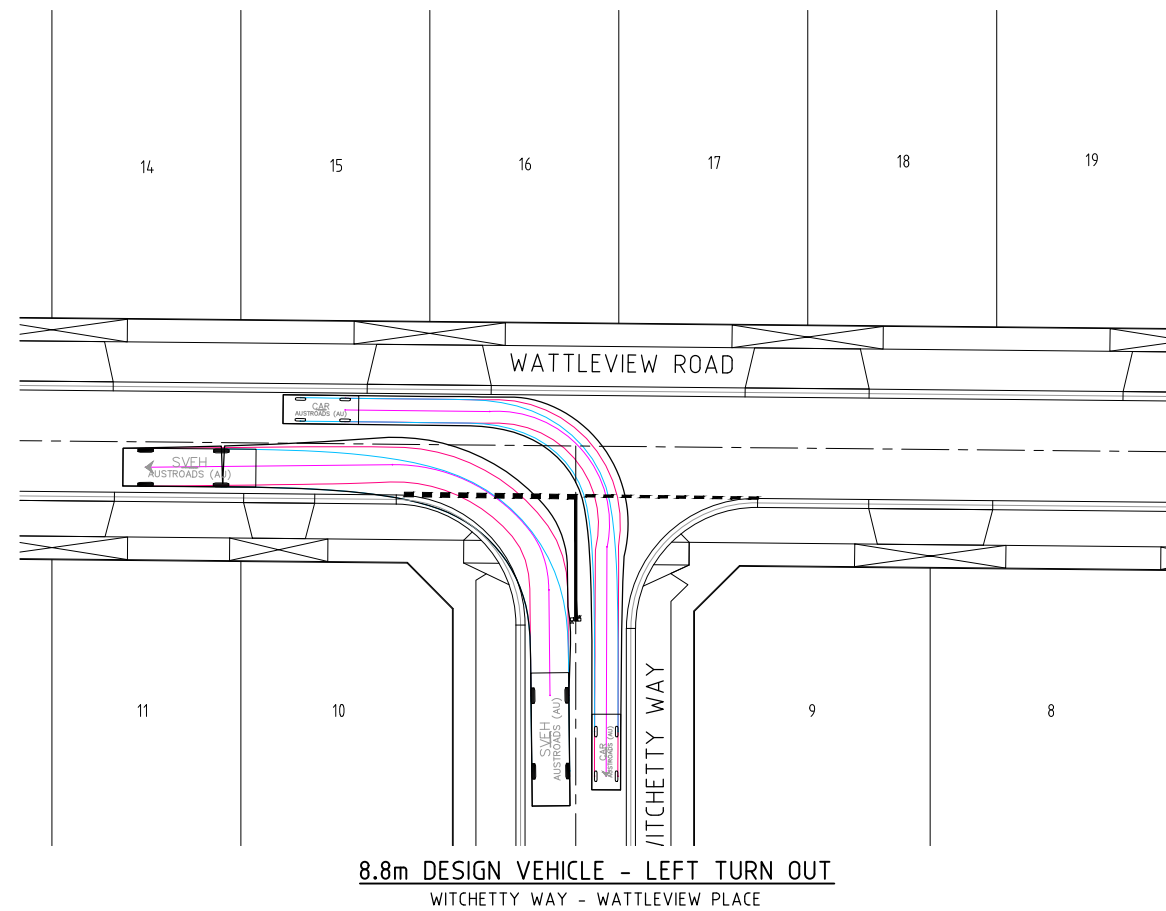 14
15
16
17
18
19
WATTLEVIEW ROAD
CAR
AUSTROADS (AU)
SVEH
AUSTROADS (AU)
11
10
9
8
SVEH
AUSTROADS (AU)
CAR
AUSTROADS (AU)
WITCHETTY WAY
8.8m DESIGN VEHICLE - LEFT TURN OUT
WITCHETTY WAY - WATTLEVIEW PLACE